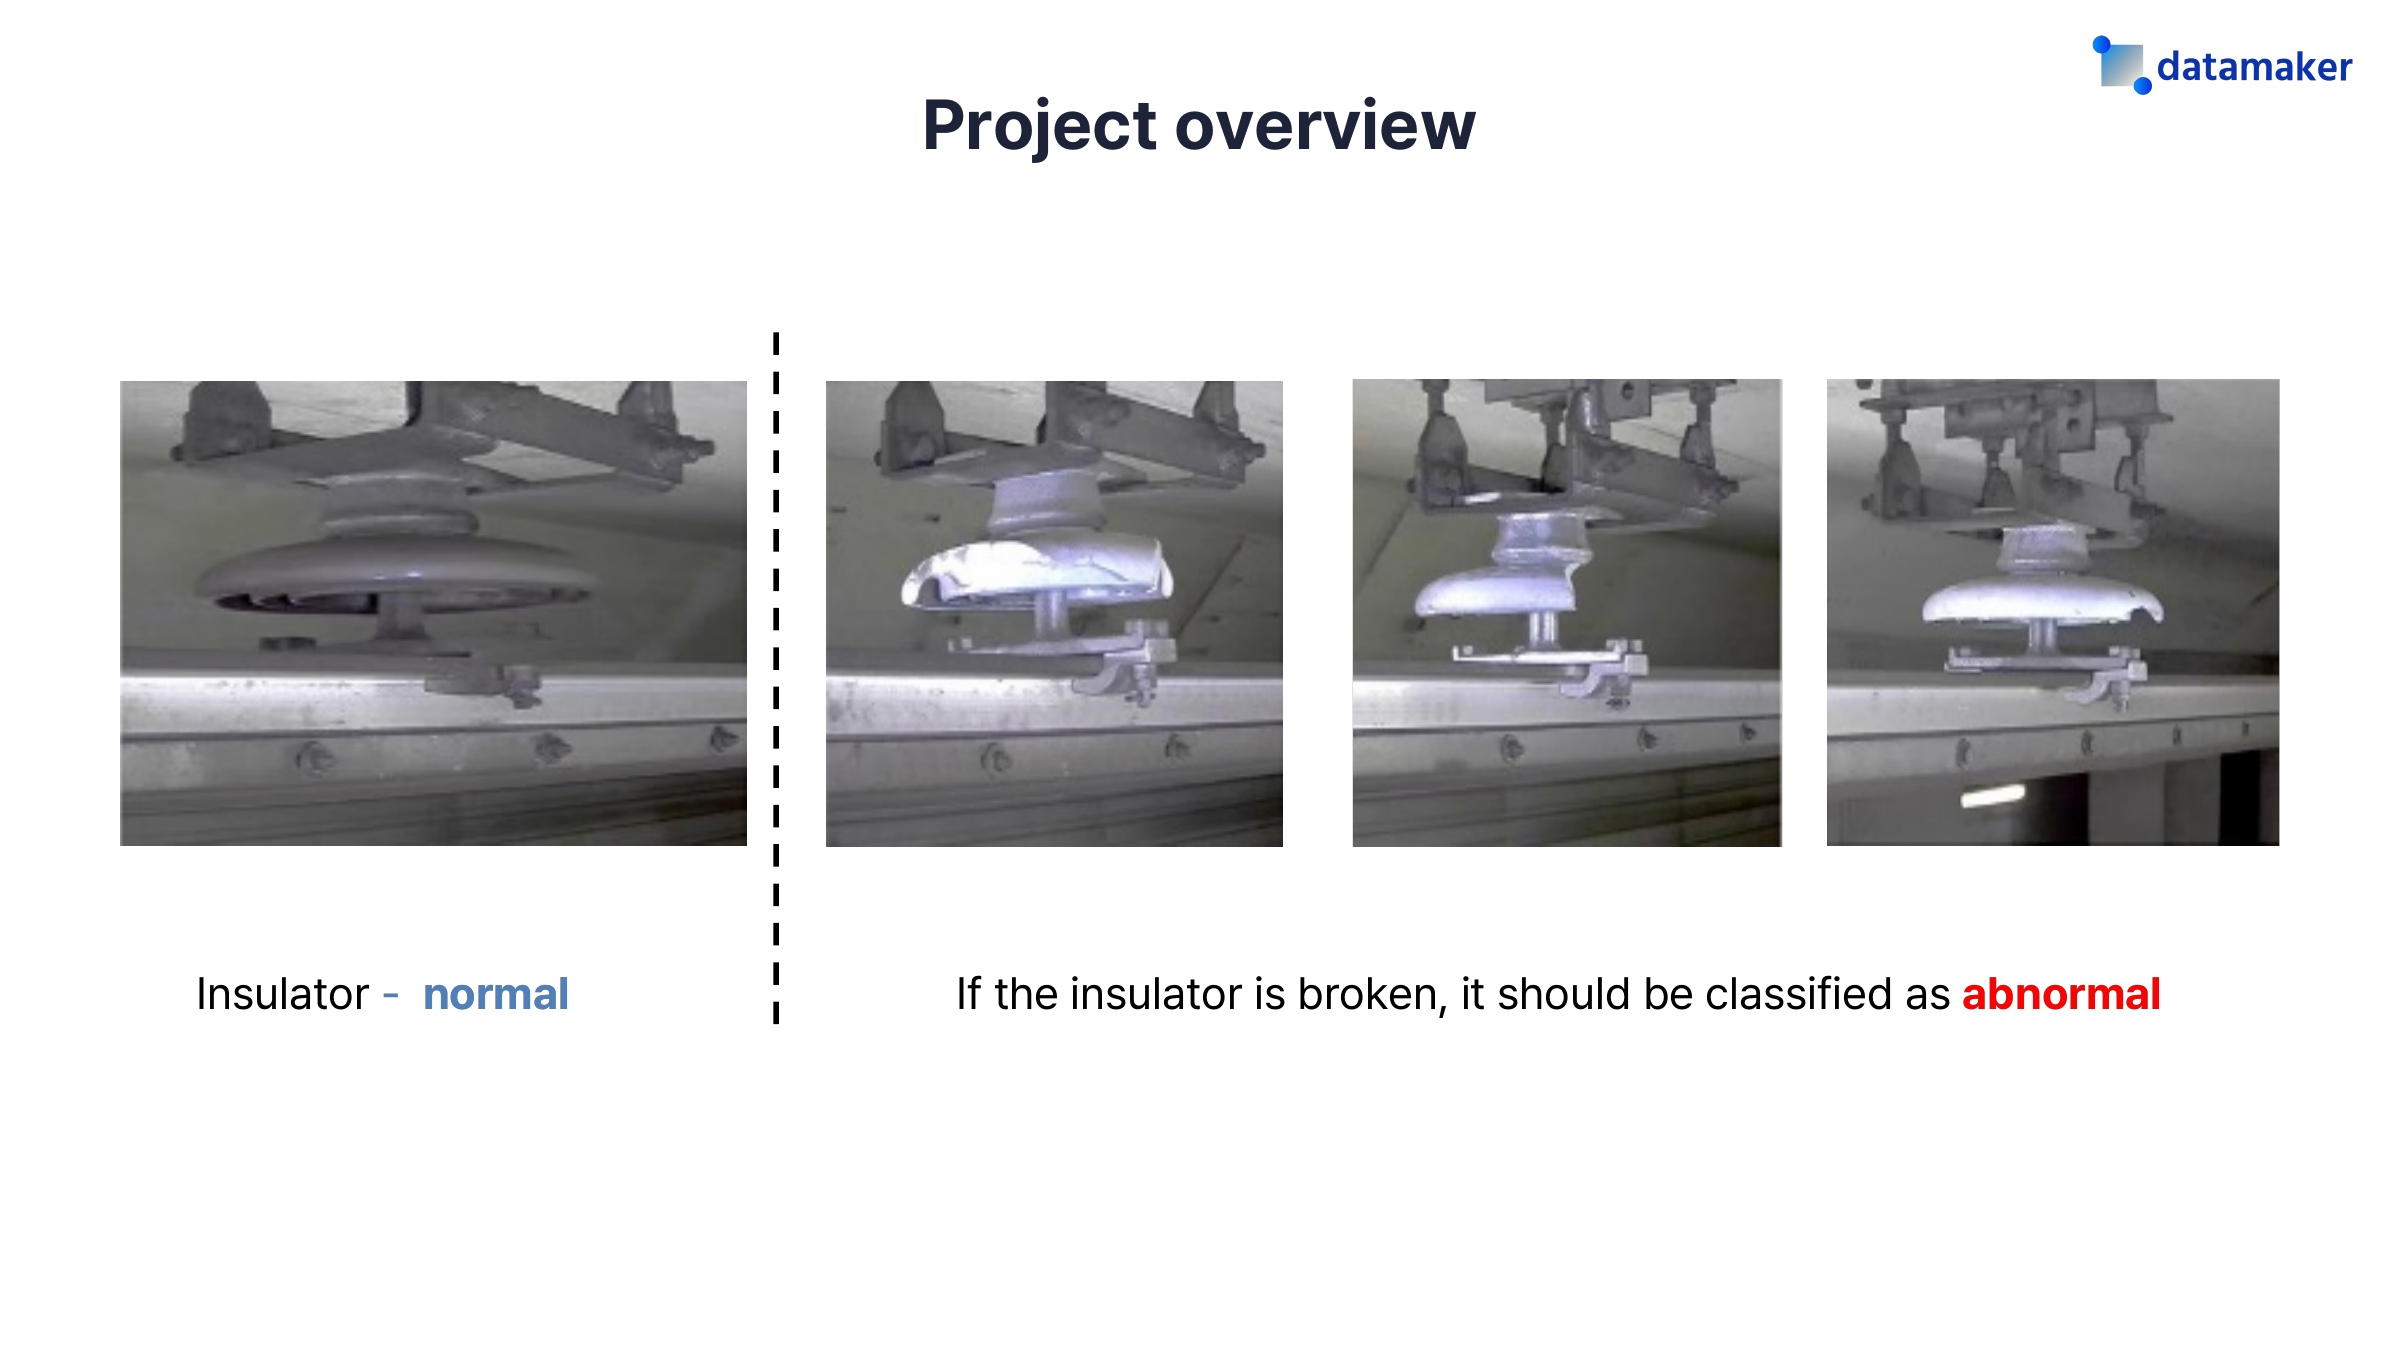 datamaker
Project overview
Insulator - normal
If the insulator is broken, it should be classified as abnormal